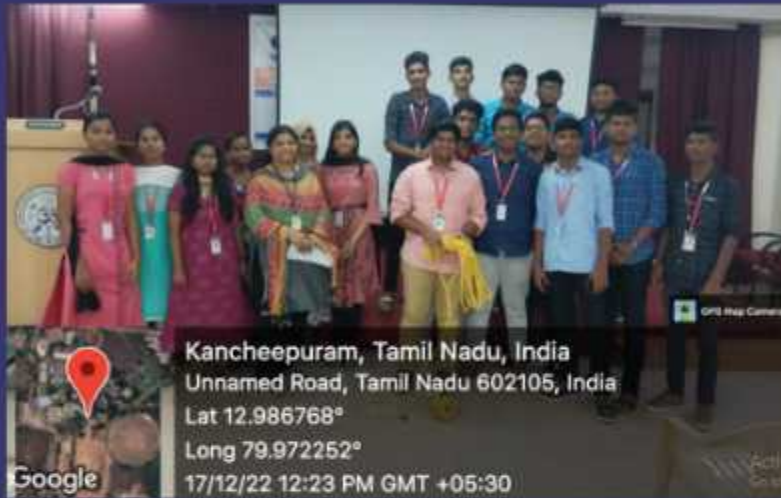 GPS Map Camera
Kancheepuram, Tamil Nadu, India
Unnamed Road, Tamil Nadu 602105, India
Lat 12.986768°
Long 79.972252°
17/12/22 12:23 PM GMT +05:30
Google